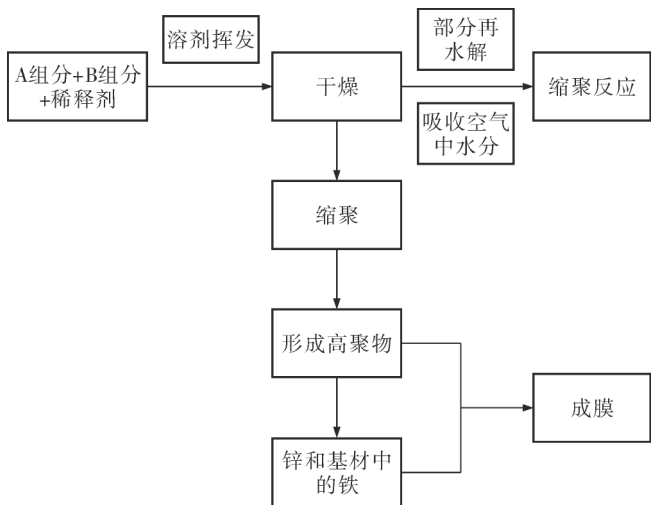 溶剂挥发
部分再
水解
A组分+B组分
+稀释剂
干燥
缩聚反应
吸收空气
中水分
缩聚
形成高聚物
成膜
锌和基材中
的铁